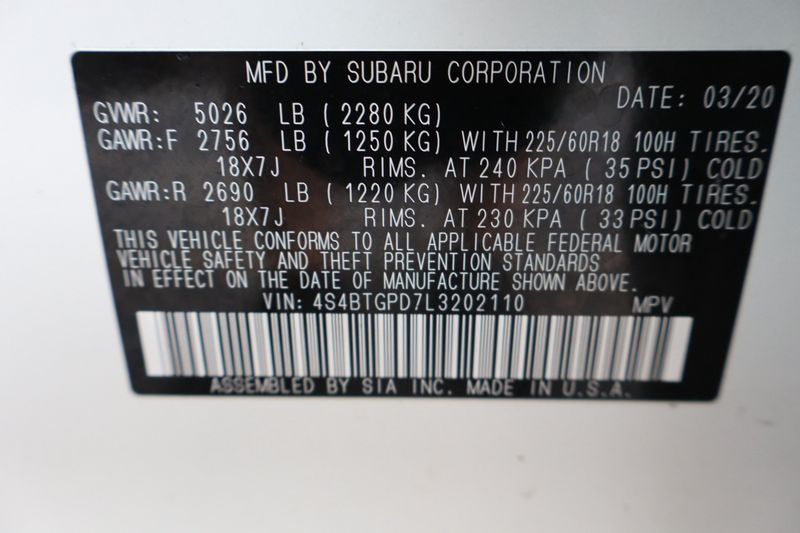 MFD BY SUBARU CORPORATION
DATE: 03/20
GVWR: 5026 LB ( 2280 KG)
GAWR:F 2756 LB ( 1250 KG) WITH 225/60R18 100H TIRES.
18X7J RIMS. AT 240 KPA ( 35 PSI) COLD
GAWR:R 2690 LB ( 1220 KG) WITH 225/60R18 100H TIRES.
18X7J RIMS. AT 230 KPA ( 33 PSI) COLD
THIS VEHICLE CONFORMS TO ALL APPLICABLE FEDERAL MOTOR
VEHICLE SAFETY AND THEFT PREVENTION STANDARDS
IN EFFECT ON THE DATE OF MANUFACTURE SHOWN ABOVE.
VIN: 4S4BTGPD7L3202110 MPV
ASSEMBLED BY SIA INC. MADE IN U.S.A.